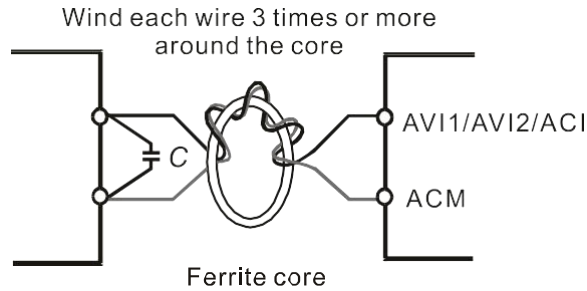 Wind each wire 3 times or more
around the core
AVI1/AVI2/ACI
C
ACM
Ferrite core